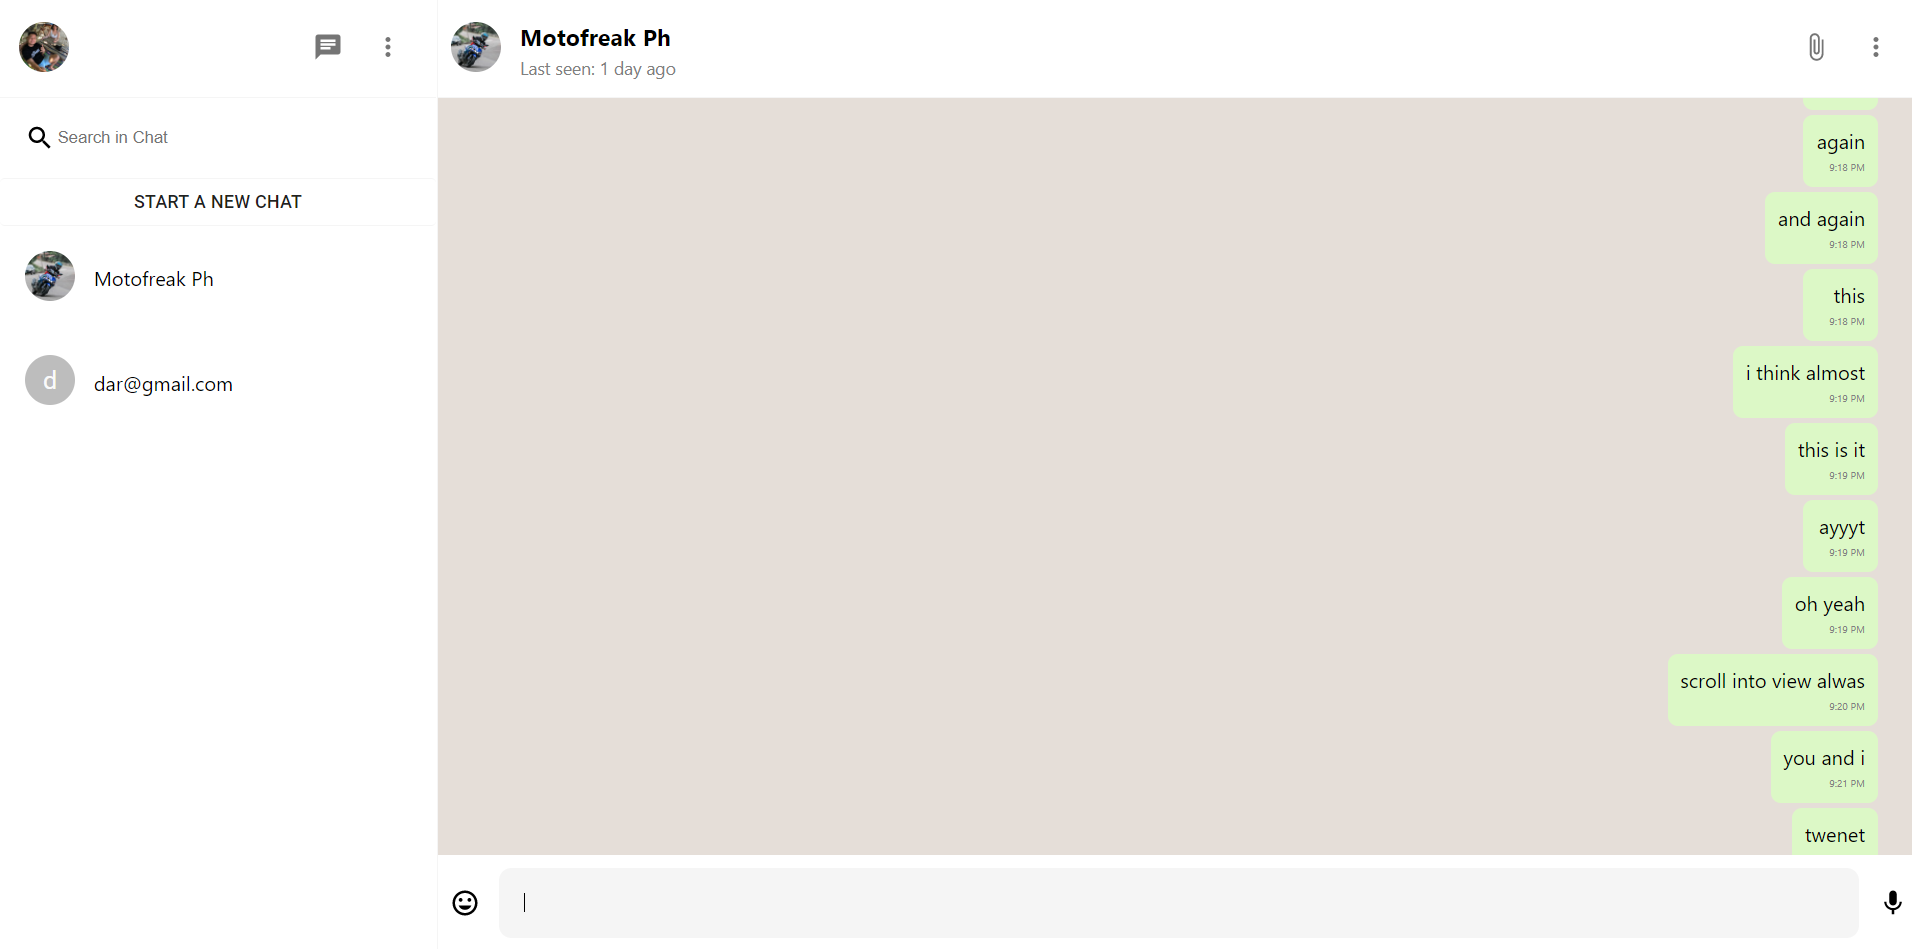 Search in Chat
START A NEW CHAT
Motofreak Ph
d
dar@gmail.com
Motofreak Ph
Last seen: 1 day ago
again
9:18 PM
and again
9:18 PM
this
9:18 PM
i think almost
9:19 PM
this is it
9:19 PM
ayyyt
9:19 PM
oh yeah
9:19 PM
scroll into view alwas
9:20 PM
you and i
9:21 PM
twenet